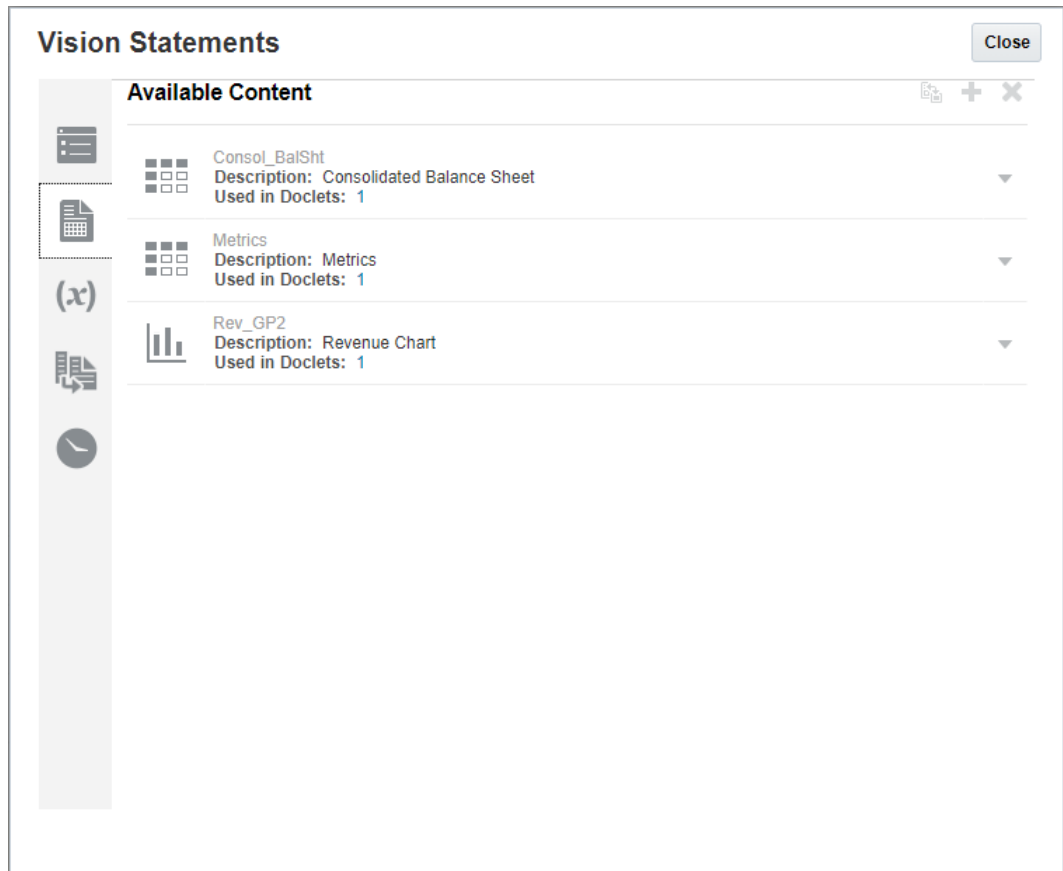 Vision Statements
Close
Available Content
Consol_BalSht
Description: Consolidated Balance Sheet
Used in Doclets: 1
Metrics
Description: Metrics
Used in Doclets: 1
(x)
Rev_GP2
Description: Revenue Chart
Used in Doclets: 1